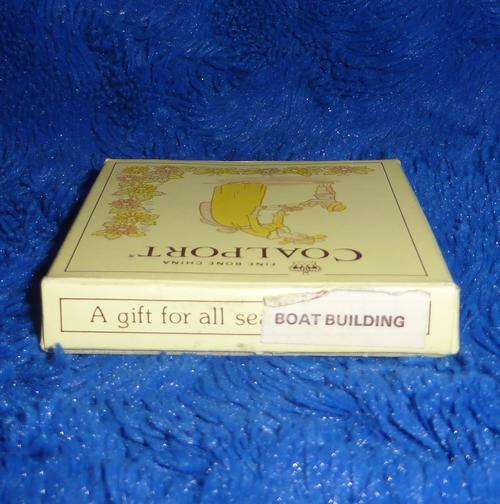 COALPORT®
FINE BONE CHINA
A gift for all sea
BOAT BUILDING